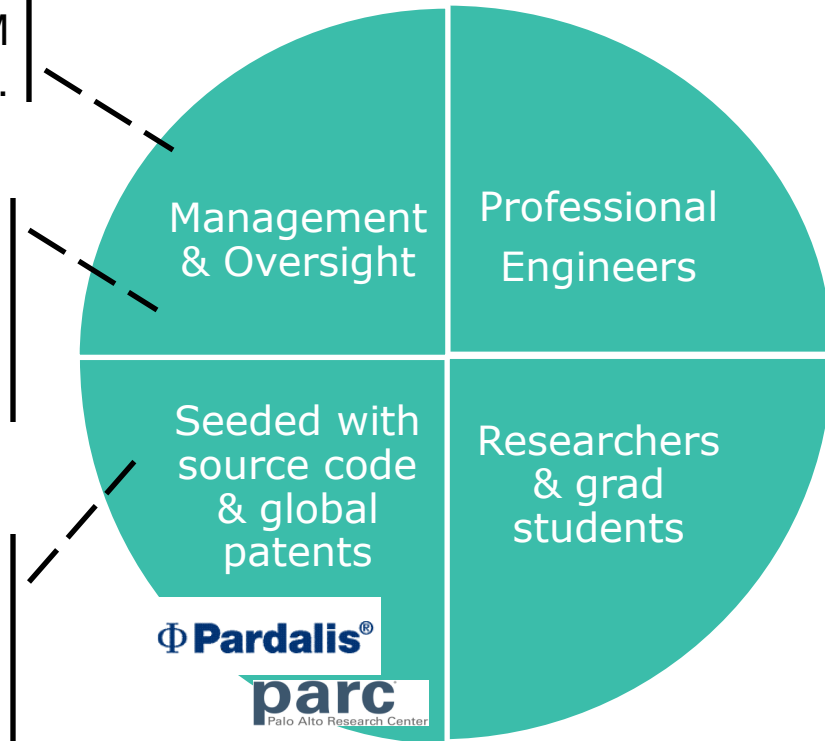 M
.
Management
& Oversight
Professional
Engineers
Seeded with
source code
& global
patents
Researchers
& grad
students
ΦPardalis®
parc
Palo Alto Research Center